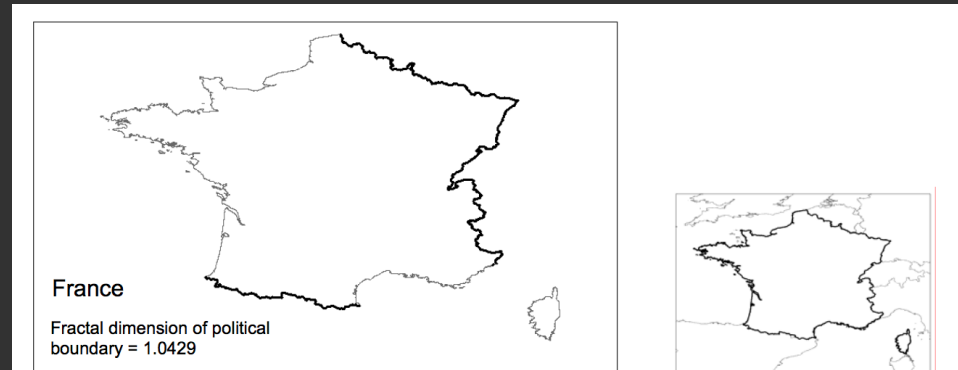 France
Fractal dimension of political
boundary = 1.0429